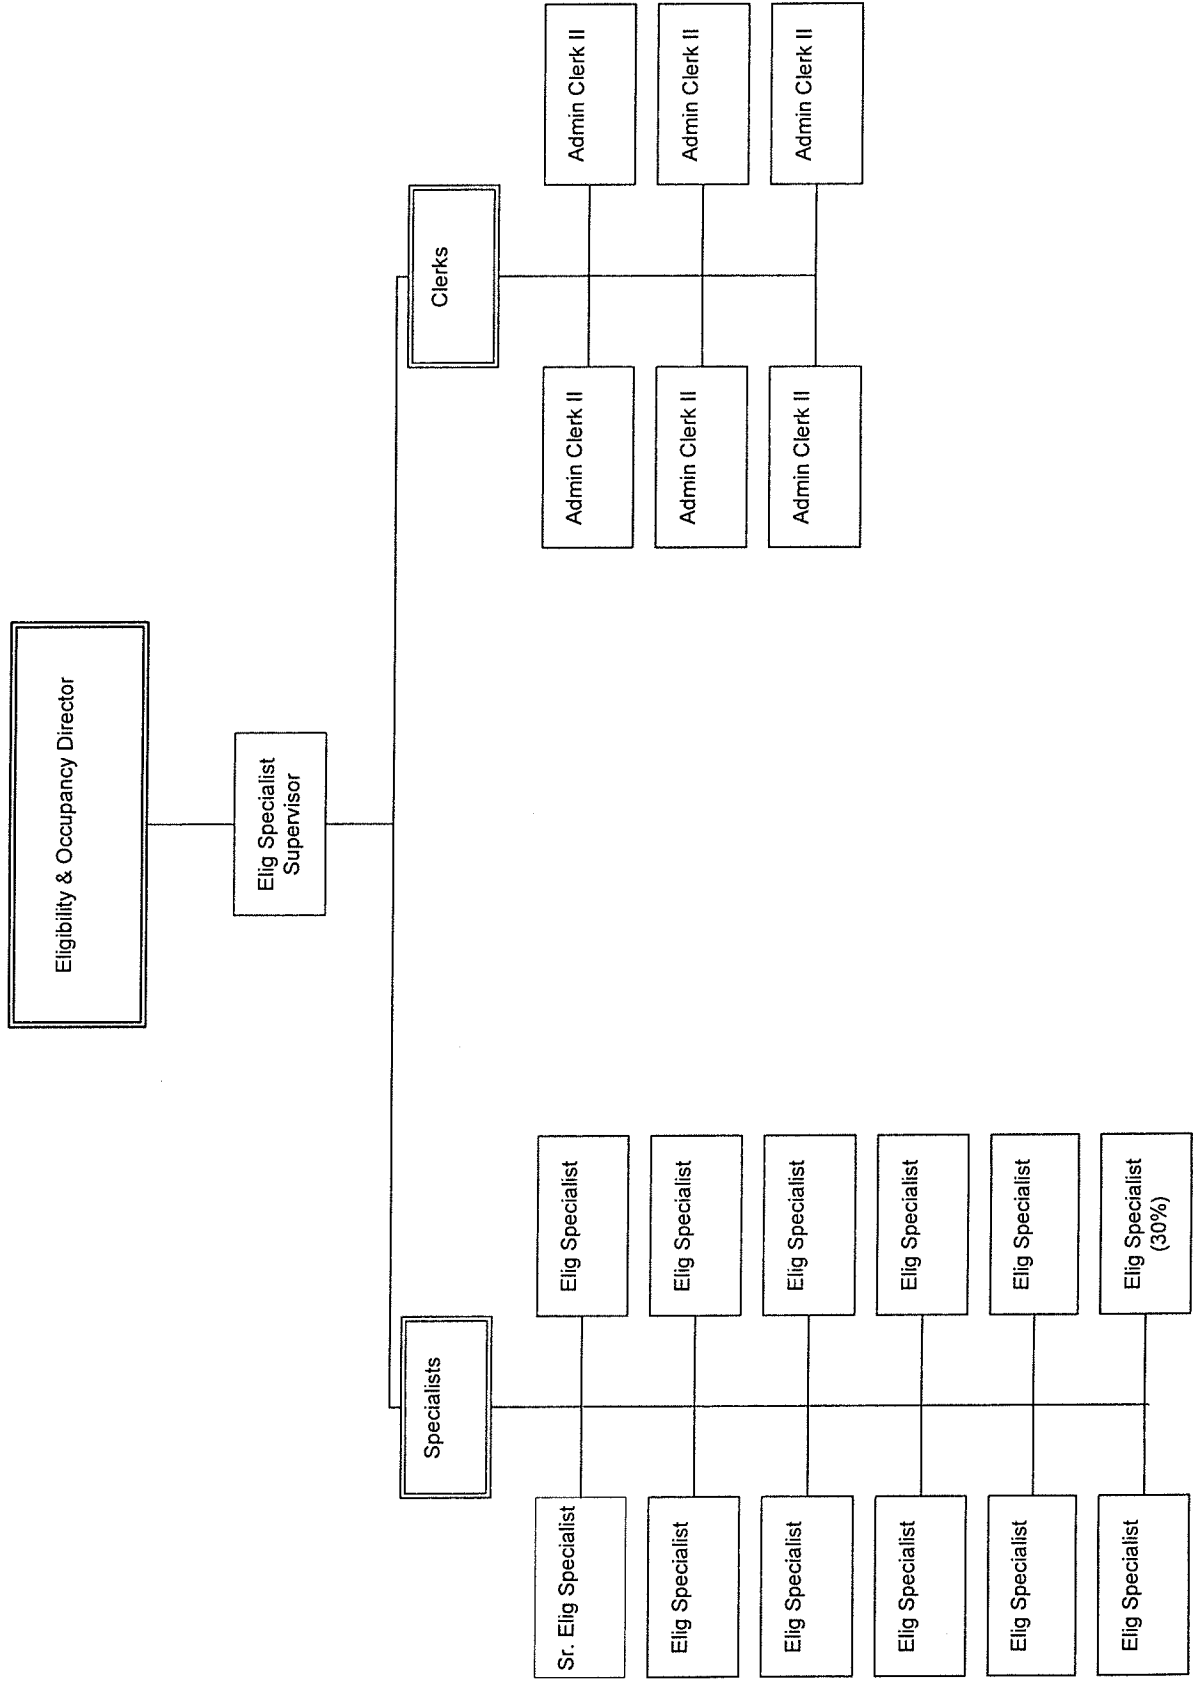 Eligibility & Occupancy Director
Elig Specialist
Supervisor
Specialists
Clerks
Sr. Elig Specialist
Elig Specialist
Admin Clerk II
Admin Clerk II
Elig Specialist
Elig Specialist
Admin Clerk II
Admin Clerk II
Elig Specialist
Elig Specialist
Admin Clerk II
Admin Clerk II
Elig Specialist
Elig Specialist
Elig Specialist
Elig Specialist
Elig Specialist
Elig Specialist
(30%)